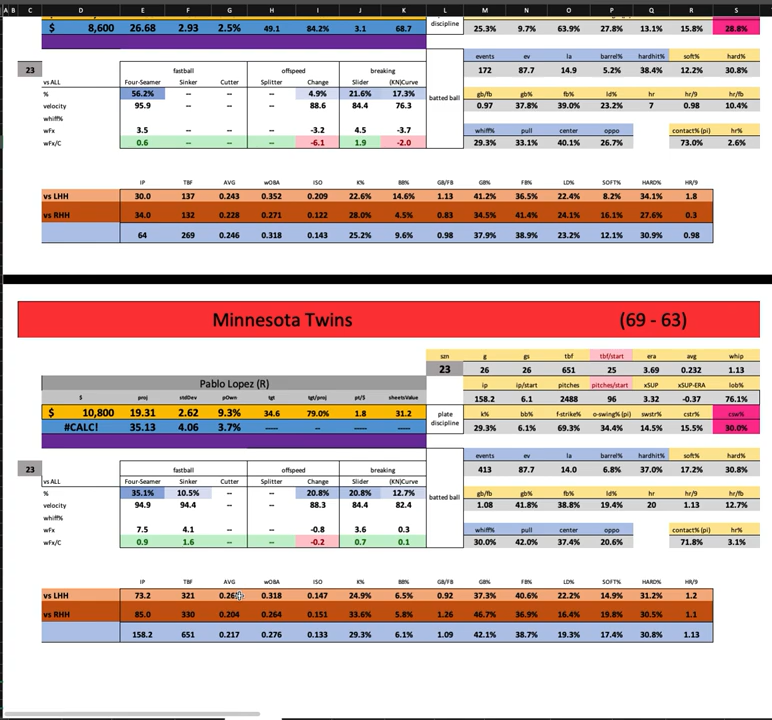 A B C D E F G H I J K L M N O P Q R S
$ 8,600 26.68 2.93 2.5% 49.1 84.2% 3.1 68.7 discipline 25.3% 9.7% 63.9% 27.8% 13.1% 15.8% 28.8%
events ev la barrel% hardhit% soft% hard%
23 fastball offspeed breaking 172 87.7 14.9 5.2% 38.4% 12.2% 30.8%
vs ALL Four-Seamer Sinker Cutter Splitter Change Slider (KN)Curve
% 56.2% -- -- -- 4.9% 21.6% 17.3% batted ball gb/fb gb% fb% ld% hr hr/9 hr/fb
velocity 95.9 -- -- -- 88.6 84.4 76.3 0.97 37.8% 39.0% 23.2% 7 0.98 10.4%
whiff%
wFx 3.5 -- -- -- -3.2 4.5 -3.7 whiff% pull center oppo contact% (pi) hr%
wFx/C 0.6 -- -- -- -6.1 1.9 -2.0 29.3% 33.1% 40.1% 26.7% 73.0% 2.6%
IP TBF AVG wOBA ISO K% BB% GB/FB GB% FB% LD% SOFT% HARD% HR/9
vs LHH 30.0 137 0.243 0.352 0.209 22.6% 14.6% 1.13 41.2% 36.5% 22.4% 8.2% 34.1% 1.8
vs RHH 34.0 132 0.228 0.271 0.122 28.0% 4.5% 0.83 34.5% 41.4% 24.1% 16.1% 27.6% 0.3
64 269 0.246 0.318 0.143 25.2% 9.6% 0.98 37.9% 38.9% 23.2% 12.1% 30.9% 0.98
Minnesota Twins (69 - 63)
szn g gs tbf tbf/start era avg whip
23 26 26 651 25 3.69 0.232 1.13
Pablo Lopez (R) ip ip/start pitches pitches/start xSUP xSUP-ERA lob%
$ proj stdDev pOwn tgt tgt/proj pt/$ sheetsValue 158.2 6.1 2488 96 3.32 -0.37 76.1%
$ 10,800 19.31 2.62 9.3% 34.6 79.0% 1.8 31.2 plate discipline k% bb% f-strike% o-swing% (pi) swstr% cstr% csw%
#CALC! 35.13 4.06 3.7% ---- -- -- ---- 29.3% 6.1% 69.3% 34.4% 14.5% 15.5% 30.0%
events ev la barrel% hardhit% soft% hard%
23 fastball offspeed breaking 413 87.7 14.0 6.8% 37.0% 17.2% 30.8%
vs ALL Four-Seamer Sinker Cutter Splitter Change Slider (KN)Curve
% 35.1% 10.5% -- -- 20.8% 20.8% 12.7% batted ball gb/fb gb% fb% ld% hr hr/9 hr/fb
velocity 94.9 94.4 -- -- 88.3 84.4 82.4 1.08 41.8% 38.8% 19.4% 20 1.13 12.7%
whiff%
wFx 7.5 4.1 -- -- -0.8 3.6 0.3 whiff% pull center oppo contact% (pi) hr%
wFx/C 0.9 1.6 -- -- -0.2 0.7 0.1 30.0% 42.0% 37.4% 20.6% 71.8% 3.1%
IP TBF AVG wOBA ISO K% BB% GB/FB GB% FB% LD% SOFT% HARD% HR/9
vs LHH 73.2 321 0.318 0.147 24.9% 6.5% 0.92 37.3% 40.6% 22.2% 14.9% 31.2% 1.2
vs RHH 85.0 330 0.204 0.264 0.151 33.6% 5.8% 1.26 46.7% 36.9% 16.4% 19.8% 30.5% 1.1
158.2 651 0.217 0.276 0.133 29.3% 6.1% 1.09 42.1% 38.7% 19.3% 17.4% 30.8% 1.13